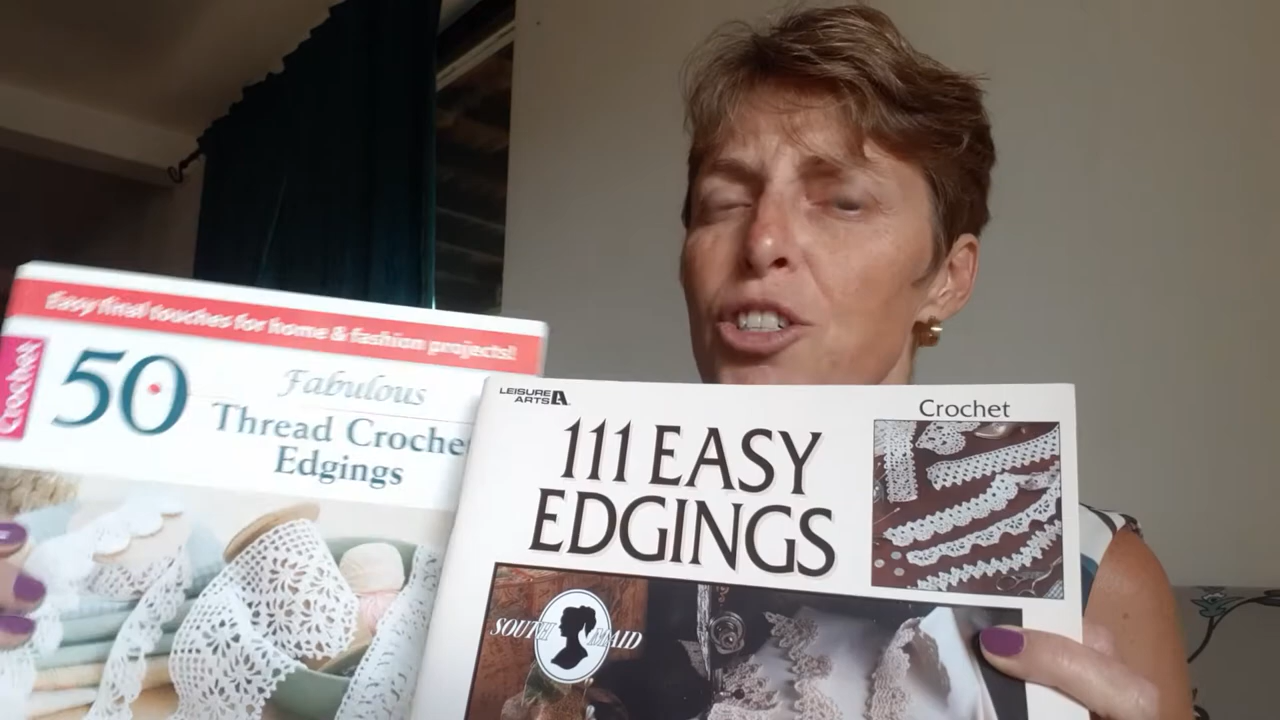 Easy final touches for home & fashion projects!
Crochet
50
Fabulous
Thread Crochet
Edgings
LEISURE
ARTS
Crochet
111 EASY
EDGINGS
SOUTH MAID